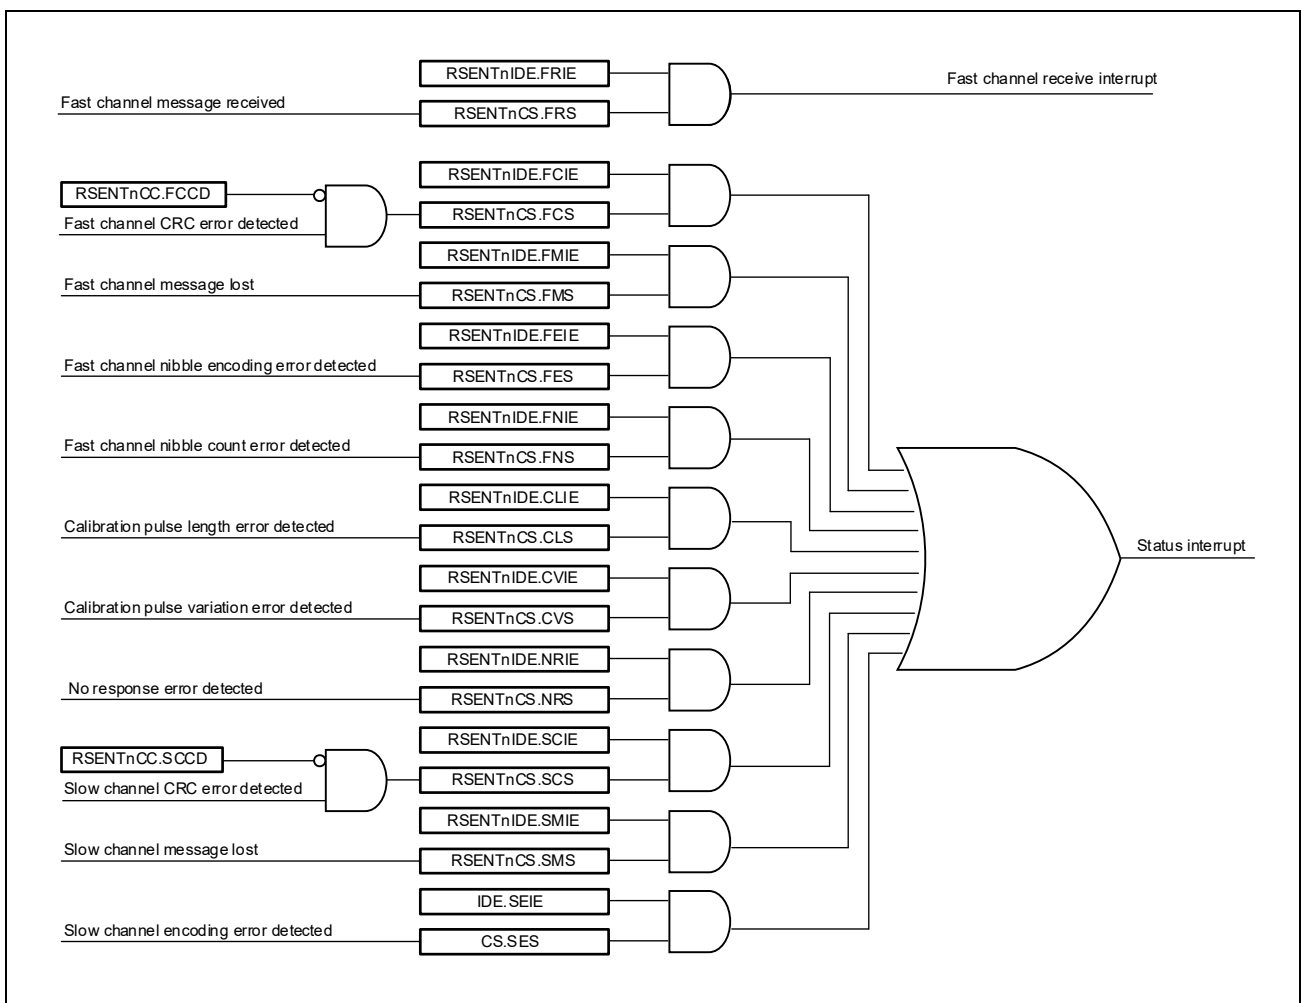 RSENTnIDE.FRIE
Fast channel receive interrupt
Fast channel message received
RSENTnCS.FRS
RSENTnIDE.FCIE
RSENTnCC.FCCD
RSENTnCS.FCS
Fast channel CRC error detected
RSENTnIDE.FMIE
Fast channel message lost
RSENTnCS.FMS
RSENTnIDE.FEIE
Fast channel nibble encoding error detected
RSENTnCS.FES
RSENTnIDE.FNIE
Fast channel nibble count error detected
RSENTnCS.FNS
RSENTnIDE.CLIE
Calibration pulse length error detected
RSENTnCS.CLS
Status interrupt
RSENTnIDE.CVIE
Calibration pulse variation error detected
RSENTnCS.CVS
RSENTnIDE.NRIE
No response error detected
RSENTnCS.NRS
RSENTnIDE.SCIE
RSENTnCC.SCCD
RSENTnCS.SCS
Slow channel CRC error detected
RSENTnIDE.SMIE
Slow channel message lost
RSENTnCS.SMS
IDE.SEIE
Slow channel encoding error detected
CS.SES